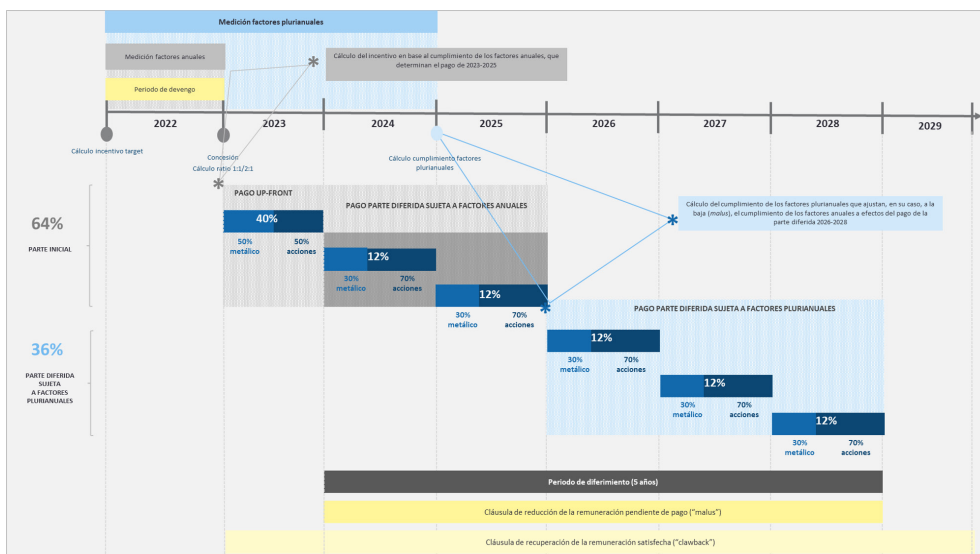 Medición factores plurianuales
Medición factores anuales
Cálculo del incentivo en base al cumplimiento de los factores anuales, que
determinan el pago de 2023-2025
Periodo de devengo
2022
2023
2024
2025
2026
2027
2028
2029
Cálculo incentivo target
Concesión
Cálculo ratio 1:1/2:1
Cálculo cumplimiento factores
plurianuales
64%
PARTE INICIAL
PAGO UP-FRONT
PAGO PARTE DIFERIDA SUJETA A FACTORES ANUALES
40%
50%
metálico
50%
acciones
12%
30%
metálico
70%
acciones
12%
30%
metálico
70%
acciones
Cálculo del cumplimiento de los factores plurianuales que ajustan, en su caso, a la
baja (malus), el cumplimiento de los factores anuales a efectos del pago de la
parte diferida 2026-2028
36%
PARTE DIFERIDA
SUJETA
A FACTORES
PLURIANUALES
PAGO PARTE DIFERIDA SUJETA A FACTORES PLURIANUALES
12%
30%
metálico
70%
acciones
12%
30%
metálico
70%
acciones
12%
30%
metálico
70%
acciones
Periodo de diferimiento (5 años)
Cláusula de reducción de la remuneración pendiente de pago ("malus")
Cláusula de recuperación de la remuneración satisfecha ("clawback")